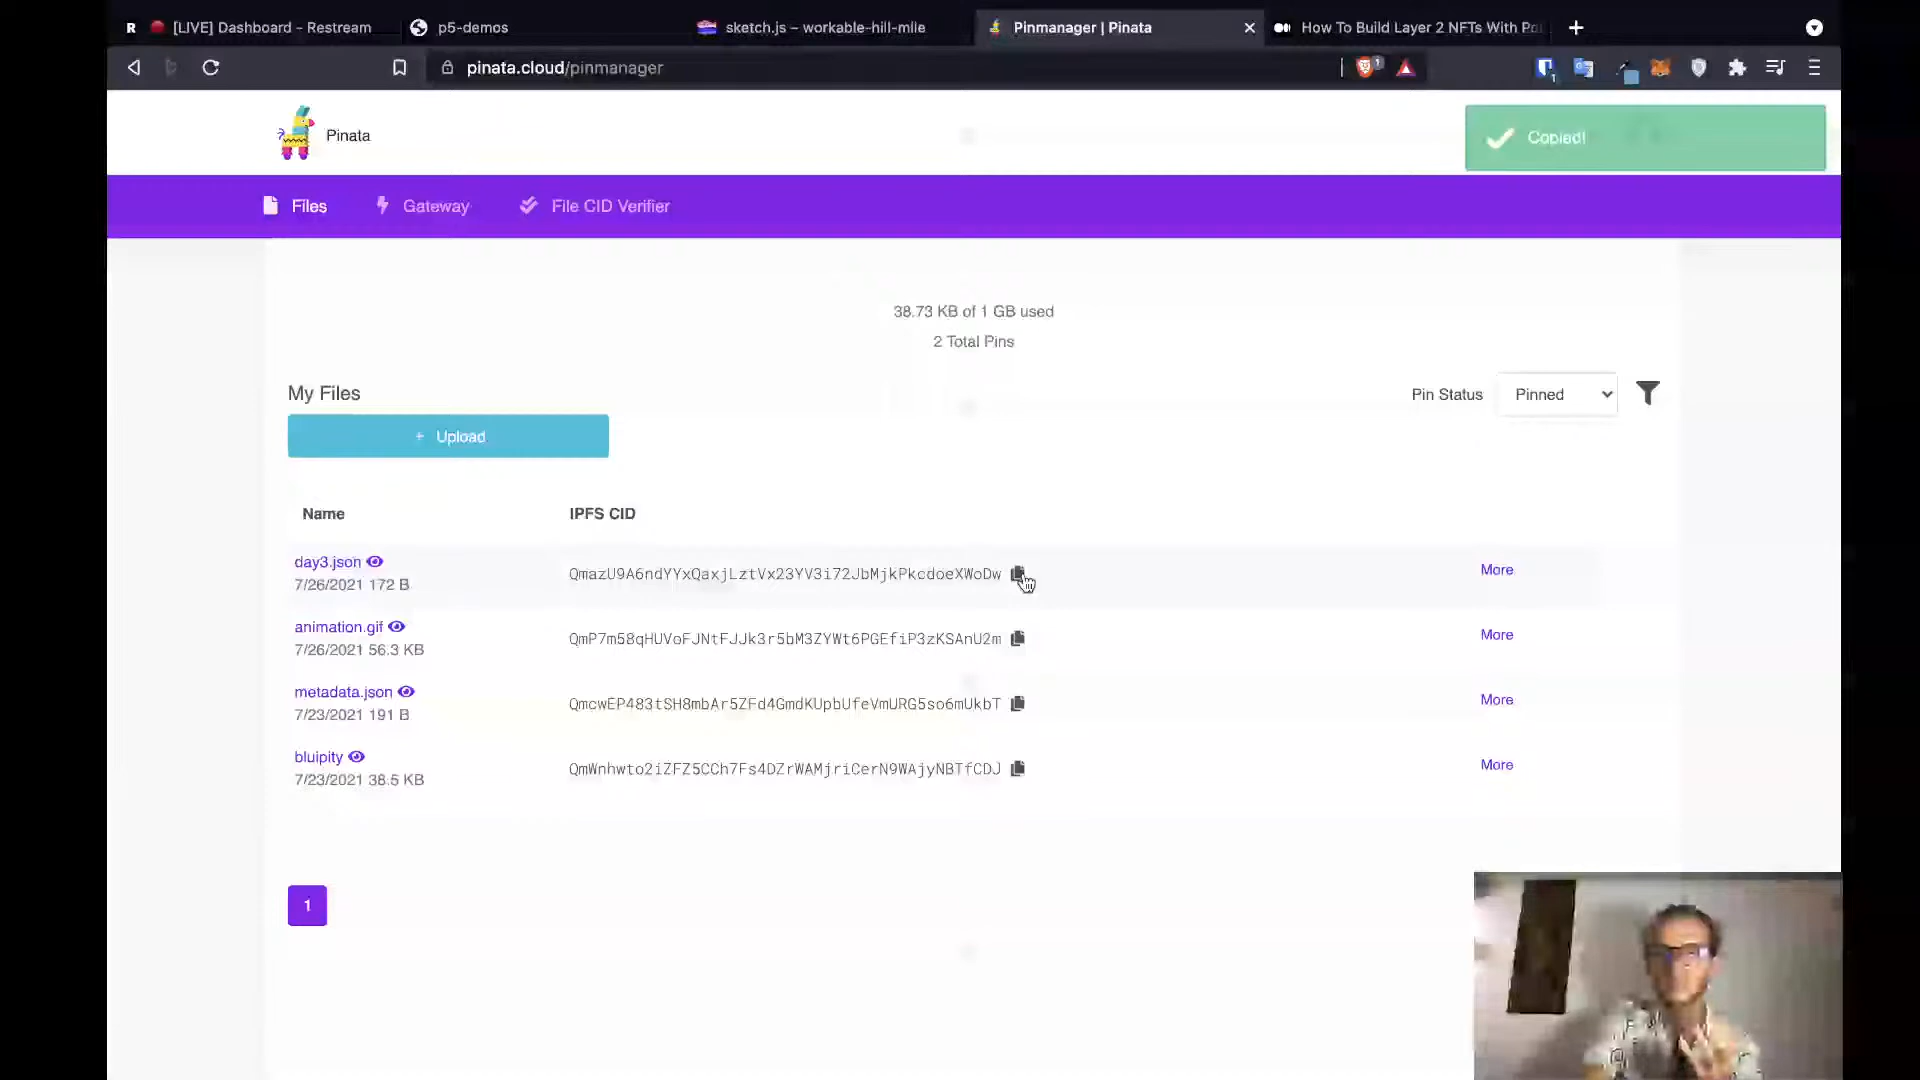 R [LIVE] Dashboard - Restream
p5-demos
sketch.js – workable-hill-mlle
Pinmanager | Pinata
How To Build Layer 2 NFTs With Po
pinata.cloud/pinmanager
1
1
Pinata
Copied!
Files
Gateway
File CID Verifier
38.73 KB of 1 GB used
2 Total Pins
My Files
Pin Status
Pinned
+ Upload
Name
IPFS CID
day3.json
7/26/2021 172 B
QmazU9A6ndYYxQaxjLztVx23YV3i72JbMjkPkcdoeXWoDw
More
animation.gif
7/26/2021 56.3 KB
QmP7m58qHUVoFJNtFJJk3r5bM3ZYWt6PGEfiP3zKSAnU2m
More
metadata.json
7/23/2021 191 B
QmcwEP483tSH8mbAr5ZFd4GmdKUpbUfeVmURG5so6mUkbT
More
bluipity
7/23/2021 38.5 KB
QmWnhwto2iZFZ5CCh7Fs4DZrWAMjriCerN9WAjyNBTfCDJ
More
1